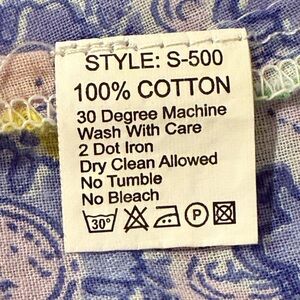 STYLE: S-500
100% COTTON
30 Degree Machine
Wash With Care
2 Dot Iron
Dry Clean Allowed
No Tumble
No Bleach
30° P